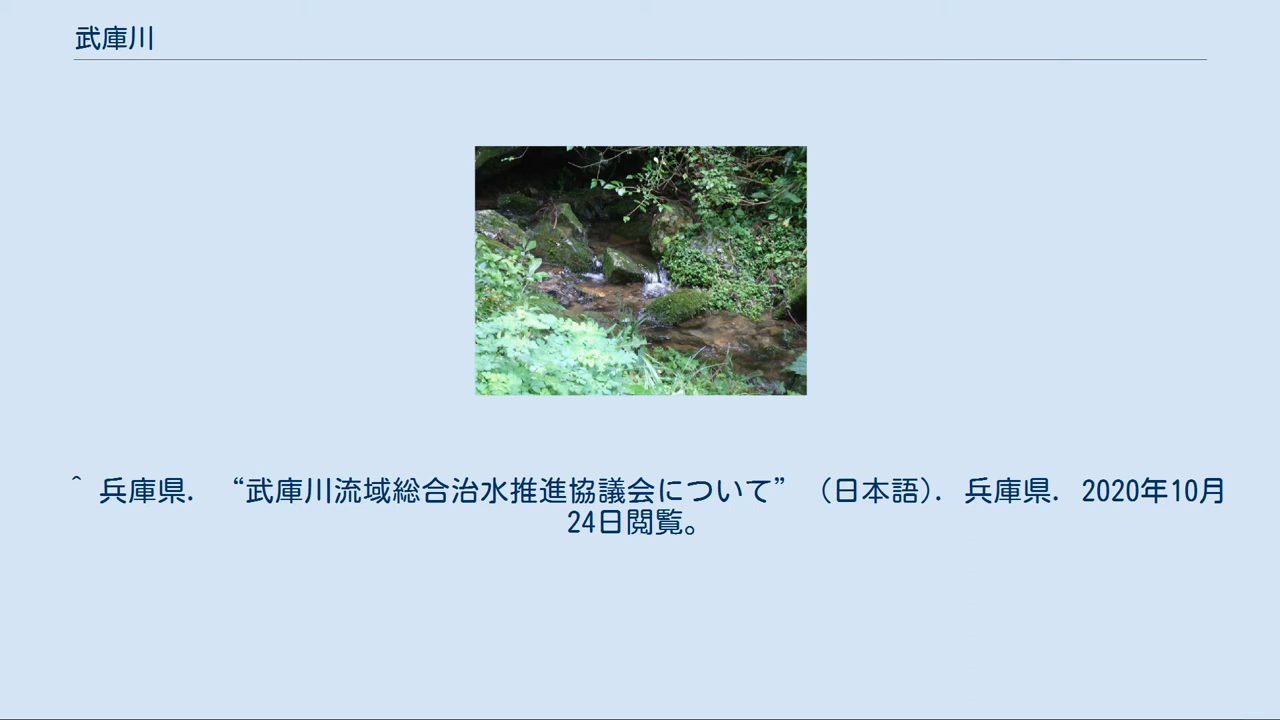 武庫川
^ 兵庫県. “武庫川流域総合治水推進協議会について” (日本語). 兵庫県. 2020年10月
24日閲覧。